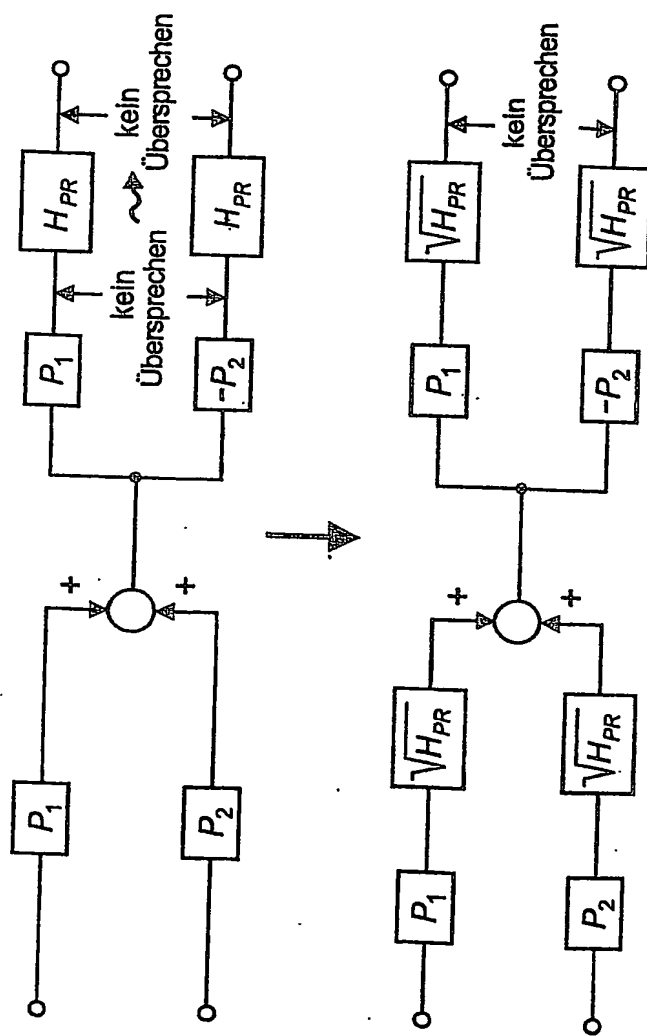 P1
P2
+
+
P1
-P2
kein
Übersprechen
HPR
HPR
kein
Übersprechen
P1
P2
√HPR
√HPR
+
+
P1
-P2
√HPR
√HPR
kein
Übersprechen